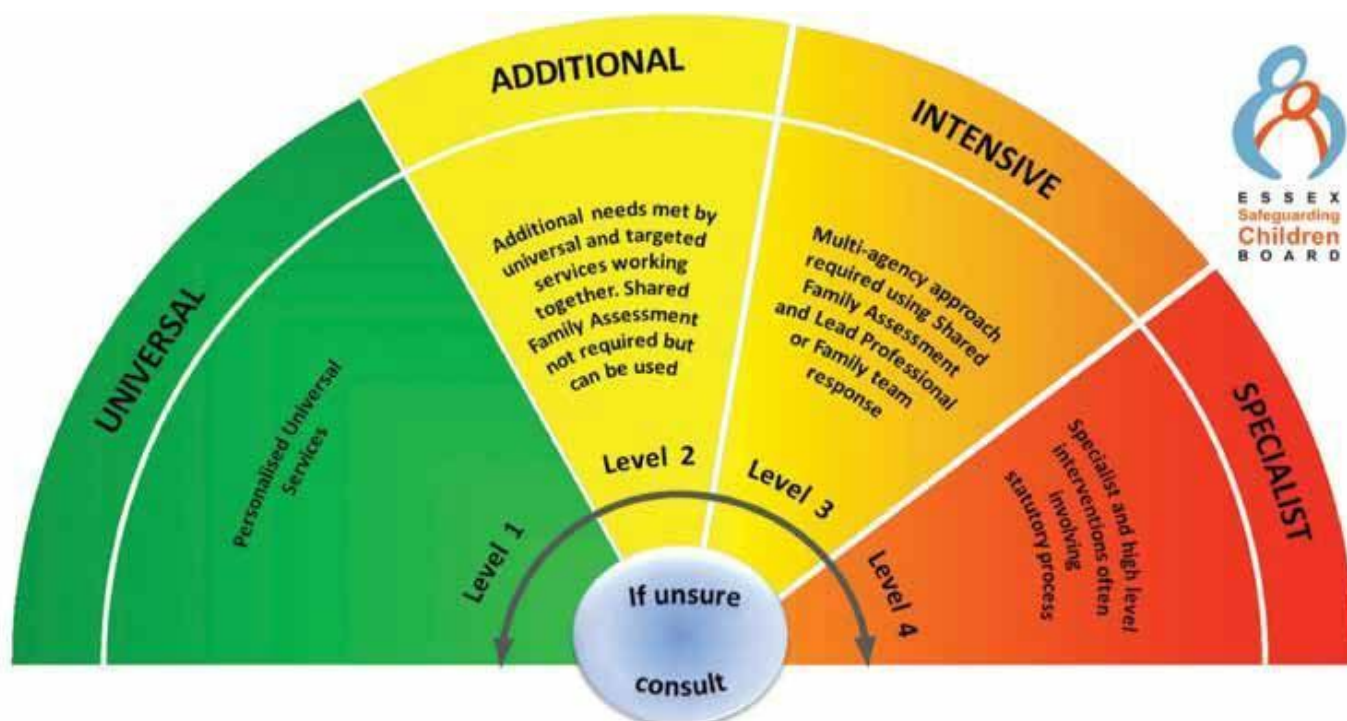 UNIVERSAL
Personalised Universal
Services
Level 1
ADDITIONAL
Additional needs met by
universal and targeted
services working
together. Shared
Family Assessment
not required but
can be used
Level 2
INTENSIVE
Multi-agency approach
required using Shared
Family Assessment
and Lead Professional
or Family team
response
Level 3
SPECIALIST
Specialist and high level
interventions often
involving
statutory process
Level 4
If unsure
consult
ESSEX
Safeguarding
Children
BOARD